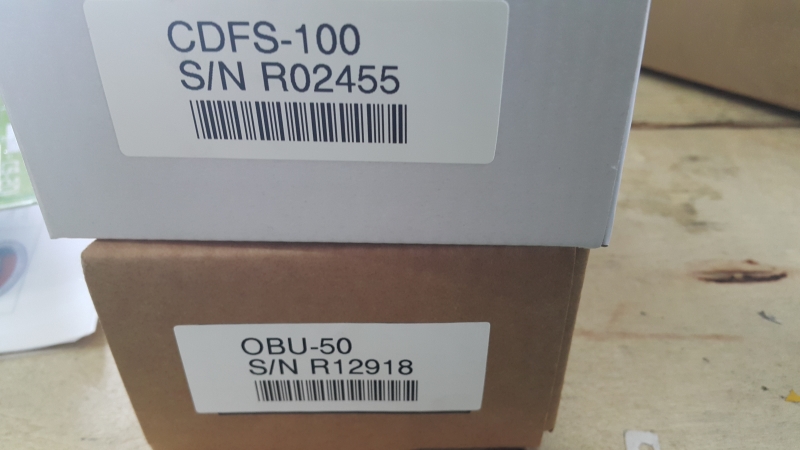 CDFS-100
S/N R02455
OBU-50
S/N R12918